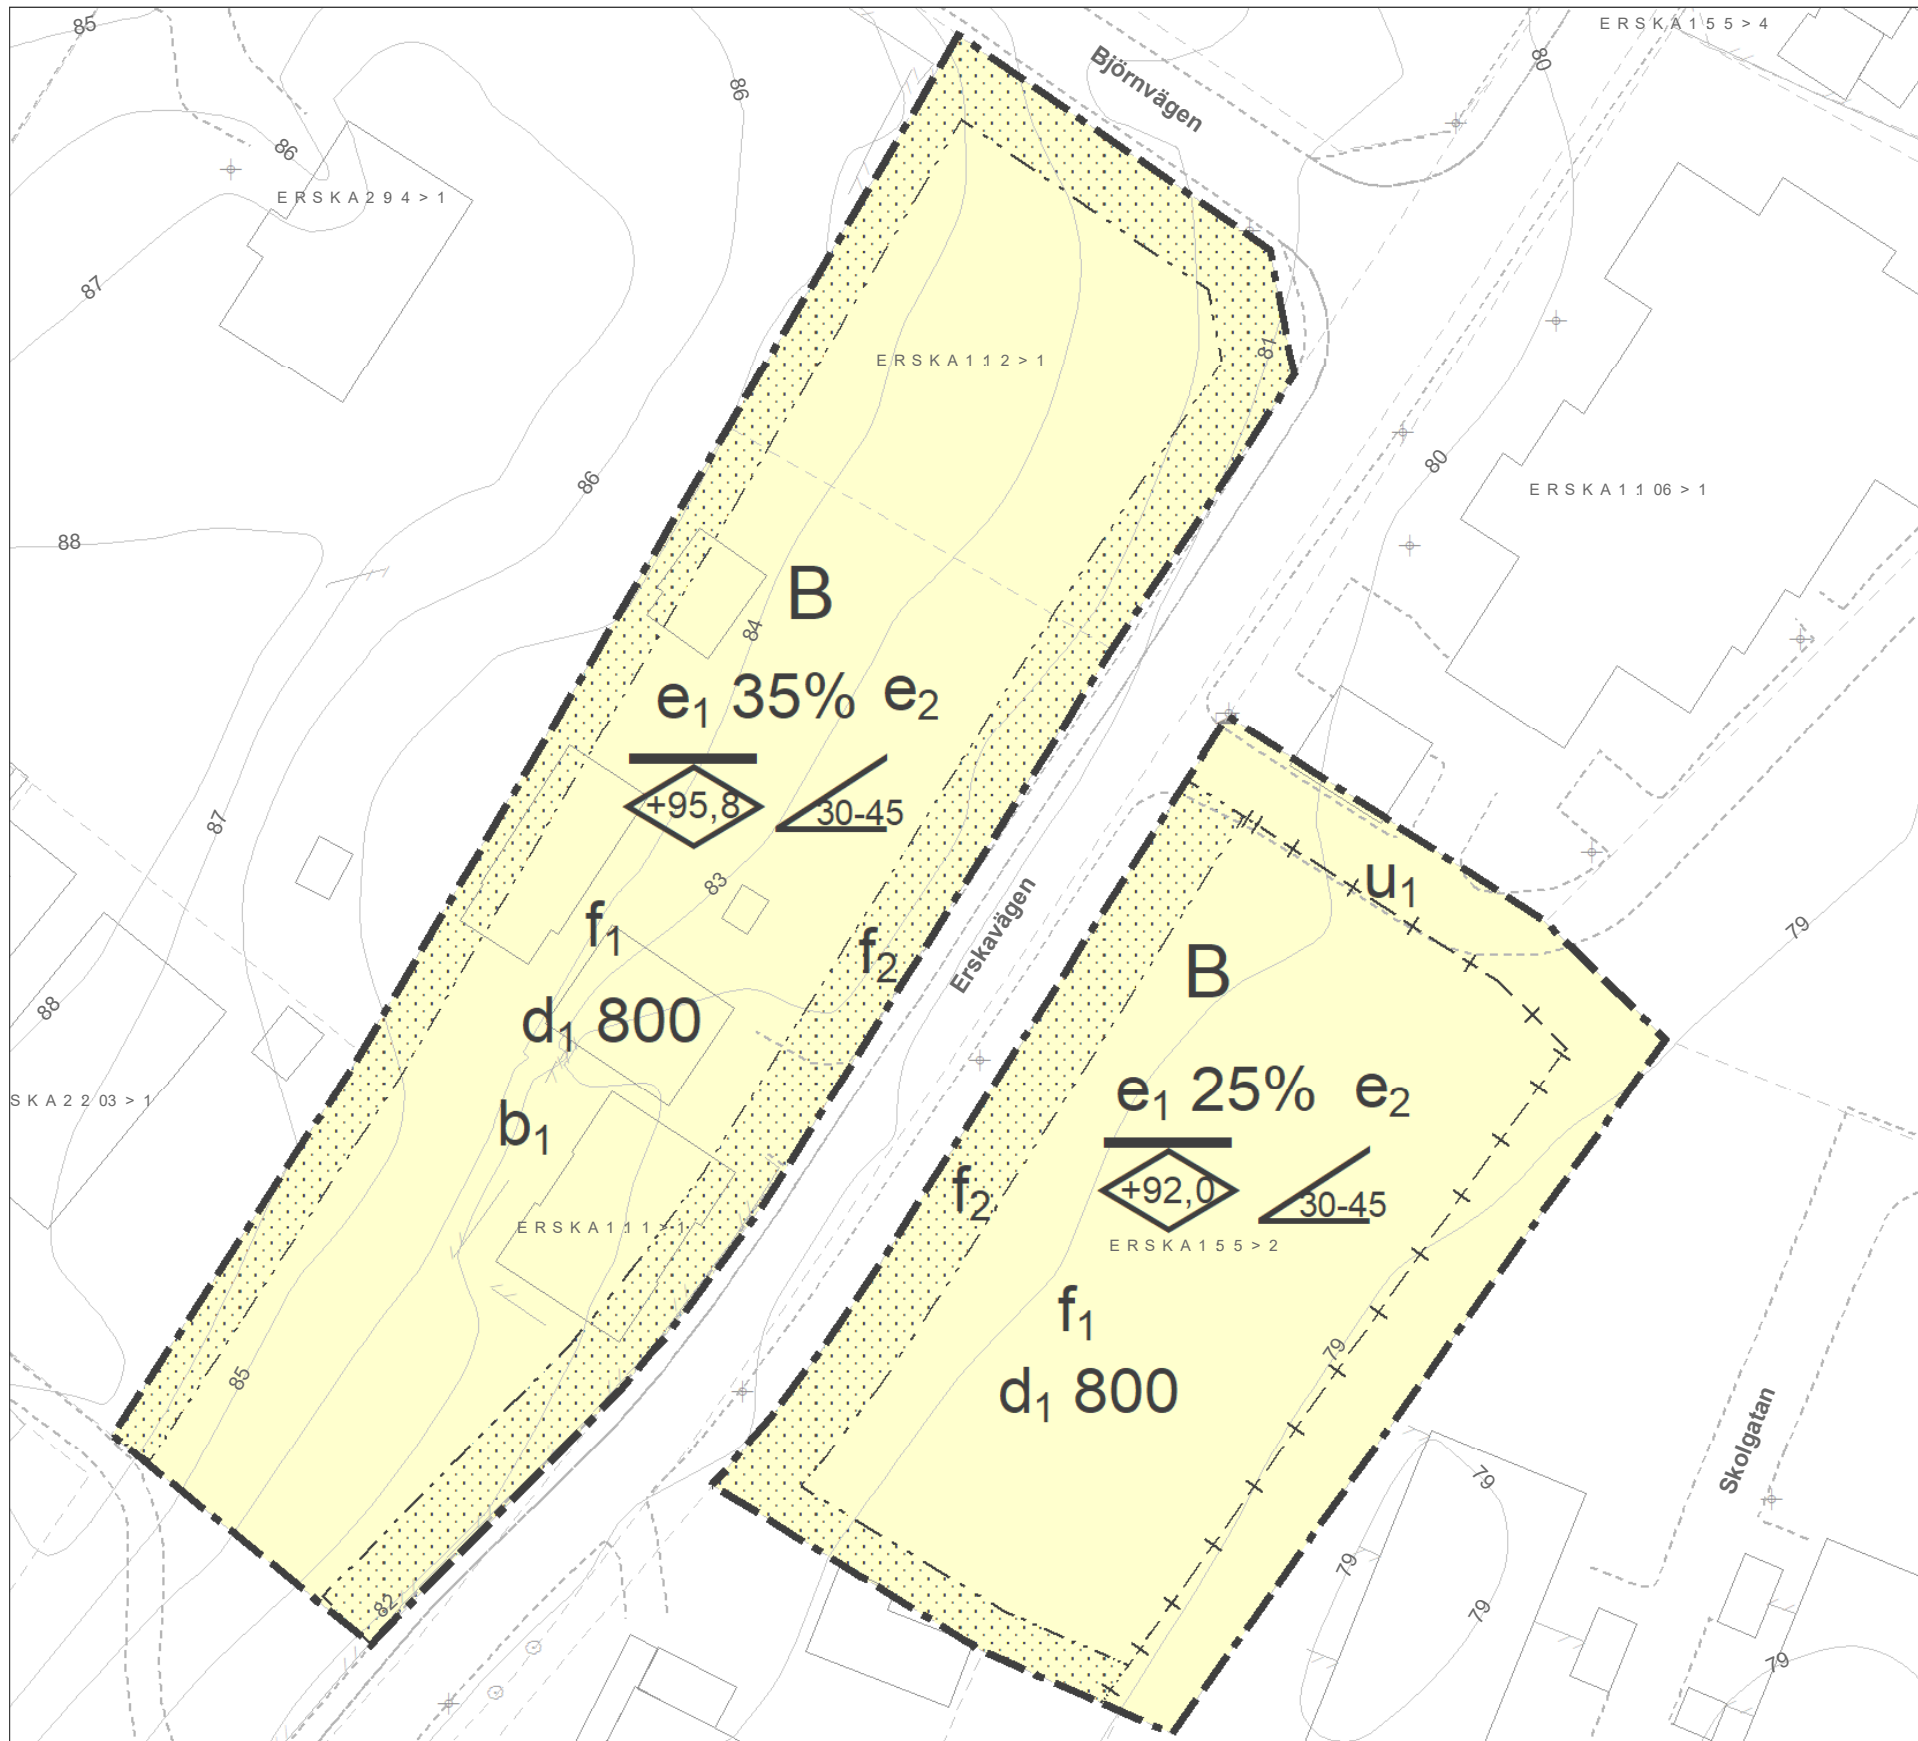 85
86
80
ERSKA155>4
Björnvägen
86
ERSKA294>1
87
81
ERSKA112>1
86
80
ERSKA1106>1
88
B
84
e1 35% e2
+95,8
30-45
87
83
u1
f1
f2
Erskavägen
79
B
88
d1 800
e1 25% e2
SKA2203>1
b1
+92,0
30-45
f2
ERSKA111>1
ERSKA155>2
f1
79
85
d1 800
Skolgatan
79
79
82
79
79